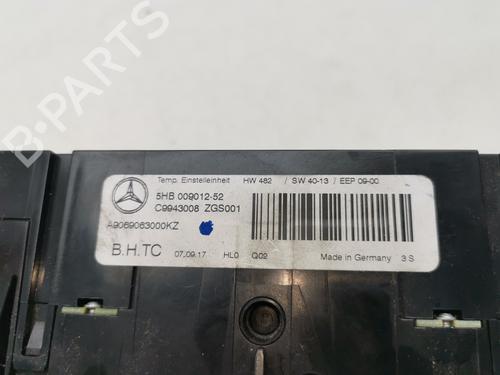 Temp. Einstelleinheit HW 482 / SW 40-13 / EEP 09-00
5HB 009012-52
C9943008 ZGS001
A9069063000KZ
B.H.TC 07.09.17 HL0 Q02 Made in Germany 3 S
B-PARTS